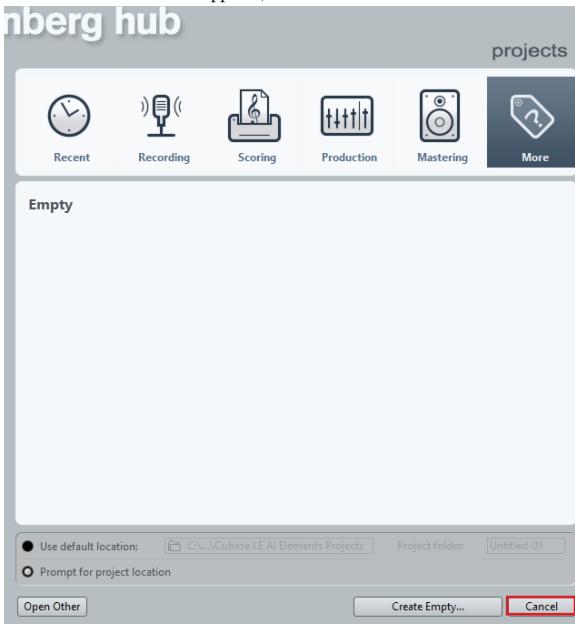 nberg hub
projects
Recent Recording Scoring Production Mastering More
Empty
Use default location: C:\...\Cubase LE AI Elements Projects Project folder: Untitled-01
Prompt for project location
Open Other Create Empty... Cancel